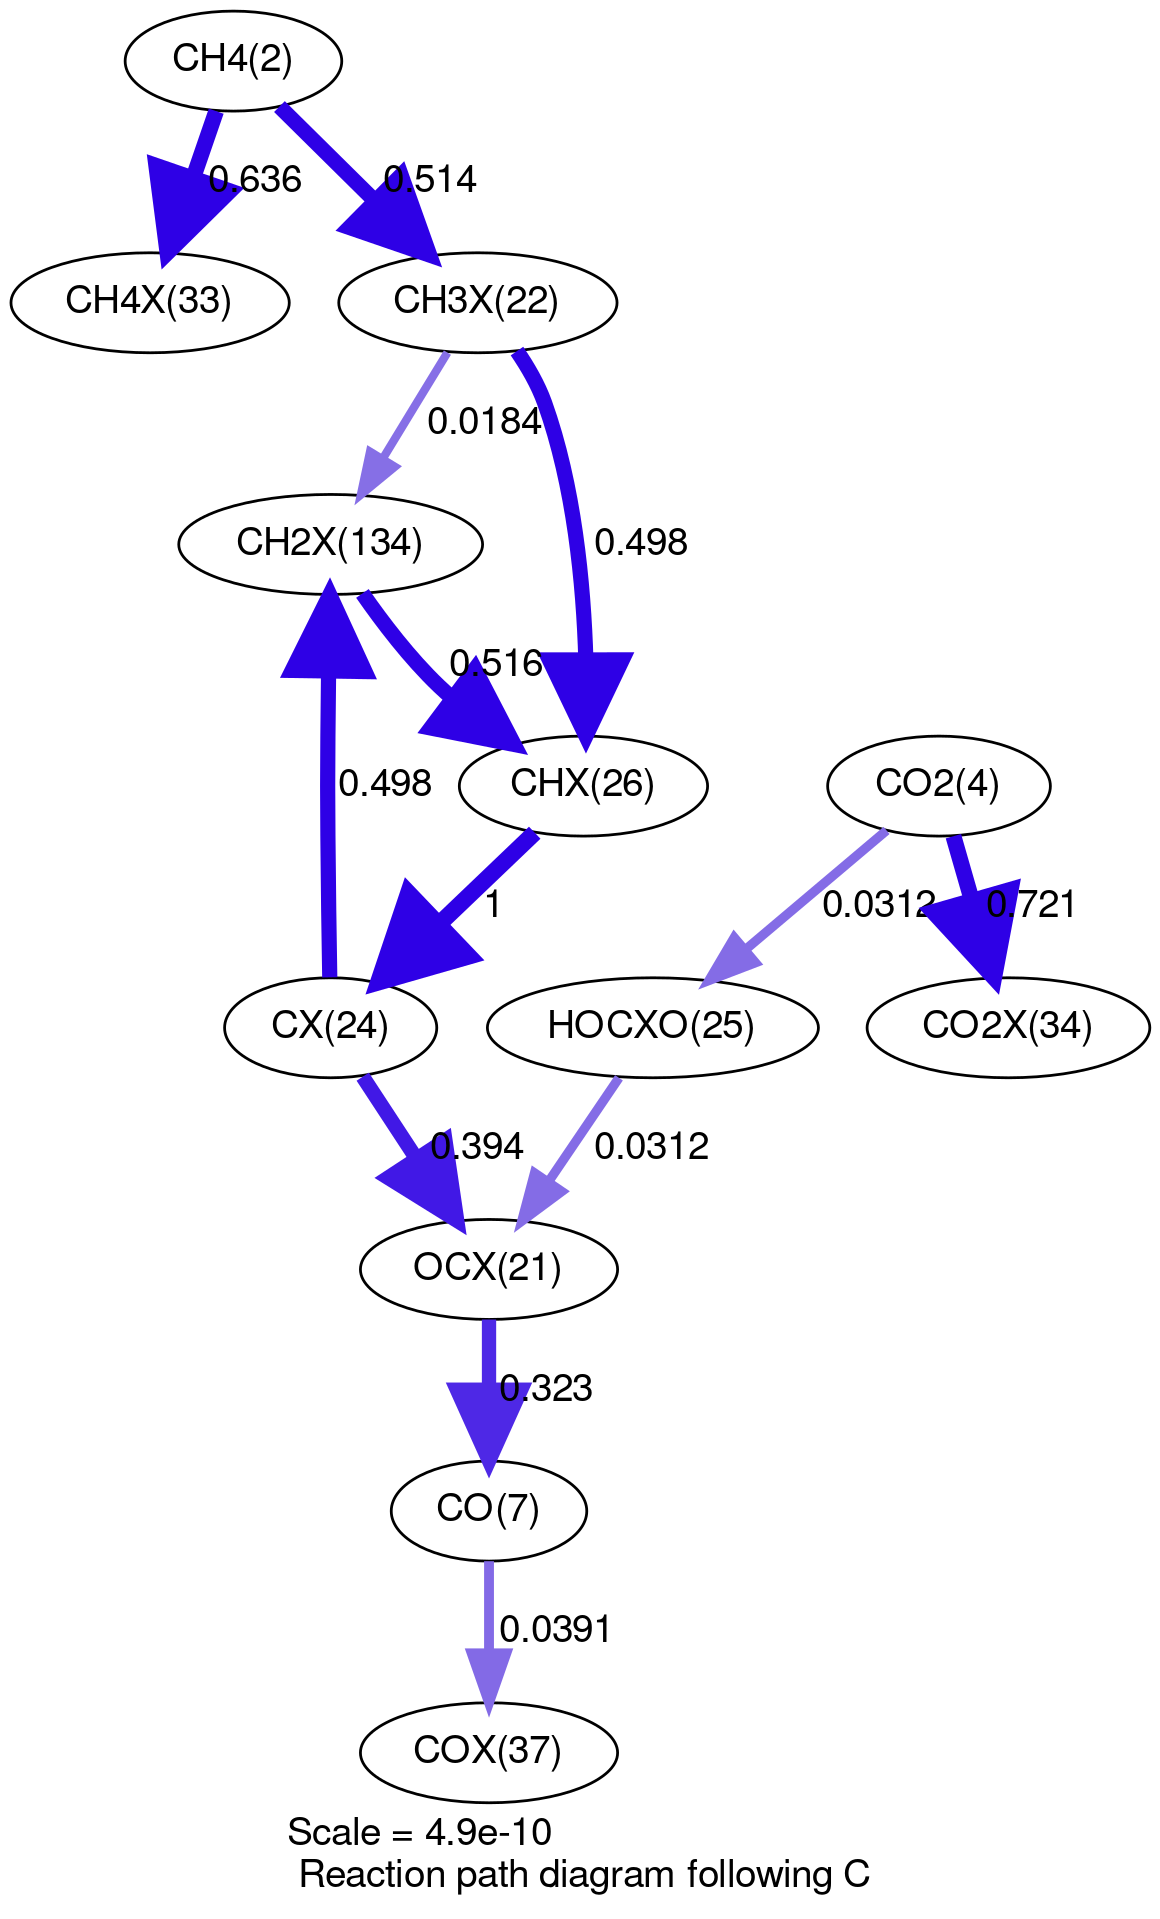 CH4(2)
0.636
0.514
CH4X(33)
CH3X(22)
0.0184
CH2X(134)
0.498
0.516
0.498
CHX(26)
CO2(4)
1
0.0312
0.721
CX(24)
HOCXO(25)
CO2X(34)
0.394
0.0312
OCX(21)
0.323
CO(7)
0.0391
COX(37)
Scale = 4.9e-10
Reaction path diagram following C